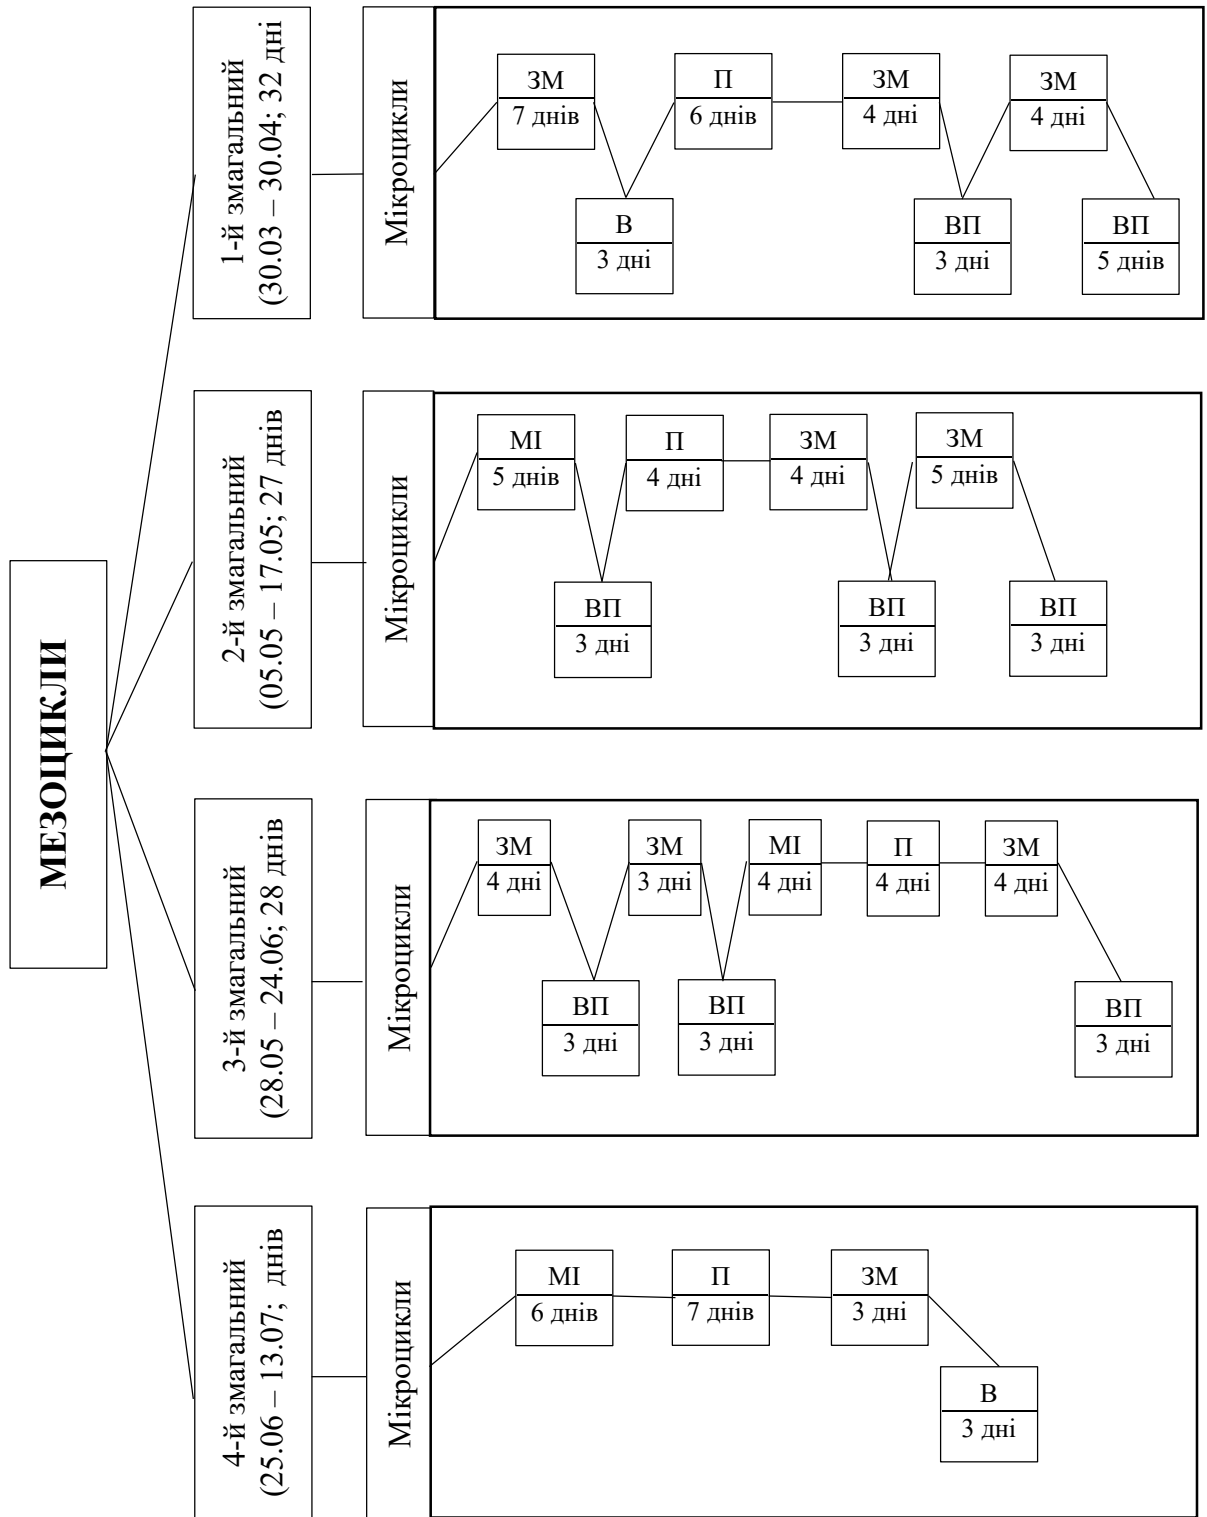 МЕЗОЦИКЛИ
1-й змагальний
(30.03 – 30.04; 32 дні
Мікроцикли
ЗМ
7 днів
В
3 дні
П
6 днів
ЗМ
4 дні
ВП
3 дні
ЗМ
4 дні
ВП
5 днів
2-й змагальний
(05.05 – 17.05; 27 днів
Мікроцикли
МІ
5 днів
ВП
3 дні
П
4 дні
ЗМ
4 дні
ВП
3 дні
ЗМ
5 днів
ВП
3 дні
3-й змагальний
(28.05 – 24.06; 28 днів
Мікроцикли
ЗМ
4 дні
ВП
3 дні
ЗМ
3 дні
ВП
3 дні
МІ
4 дні
П
4 дні
ЗМ
4 дні
ВП
3 дні
4-й змагальний
(25.06 – 13.07; днів
Мікроцикли
МІ
6 днів
П
7 днів
ЗМ
3 дні
В
3 дні